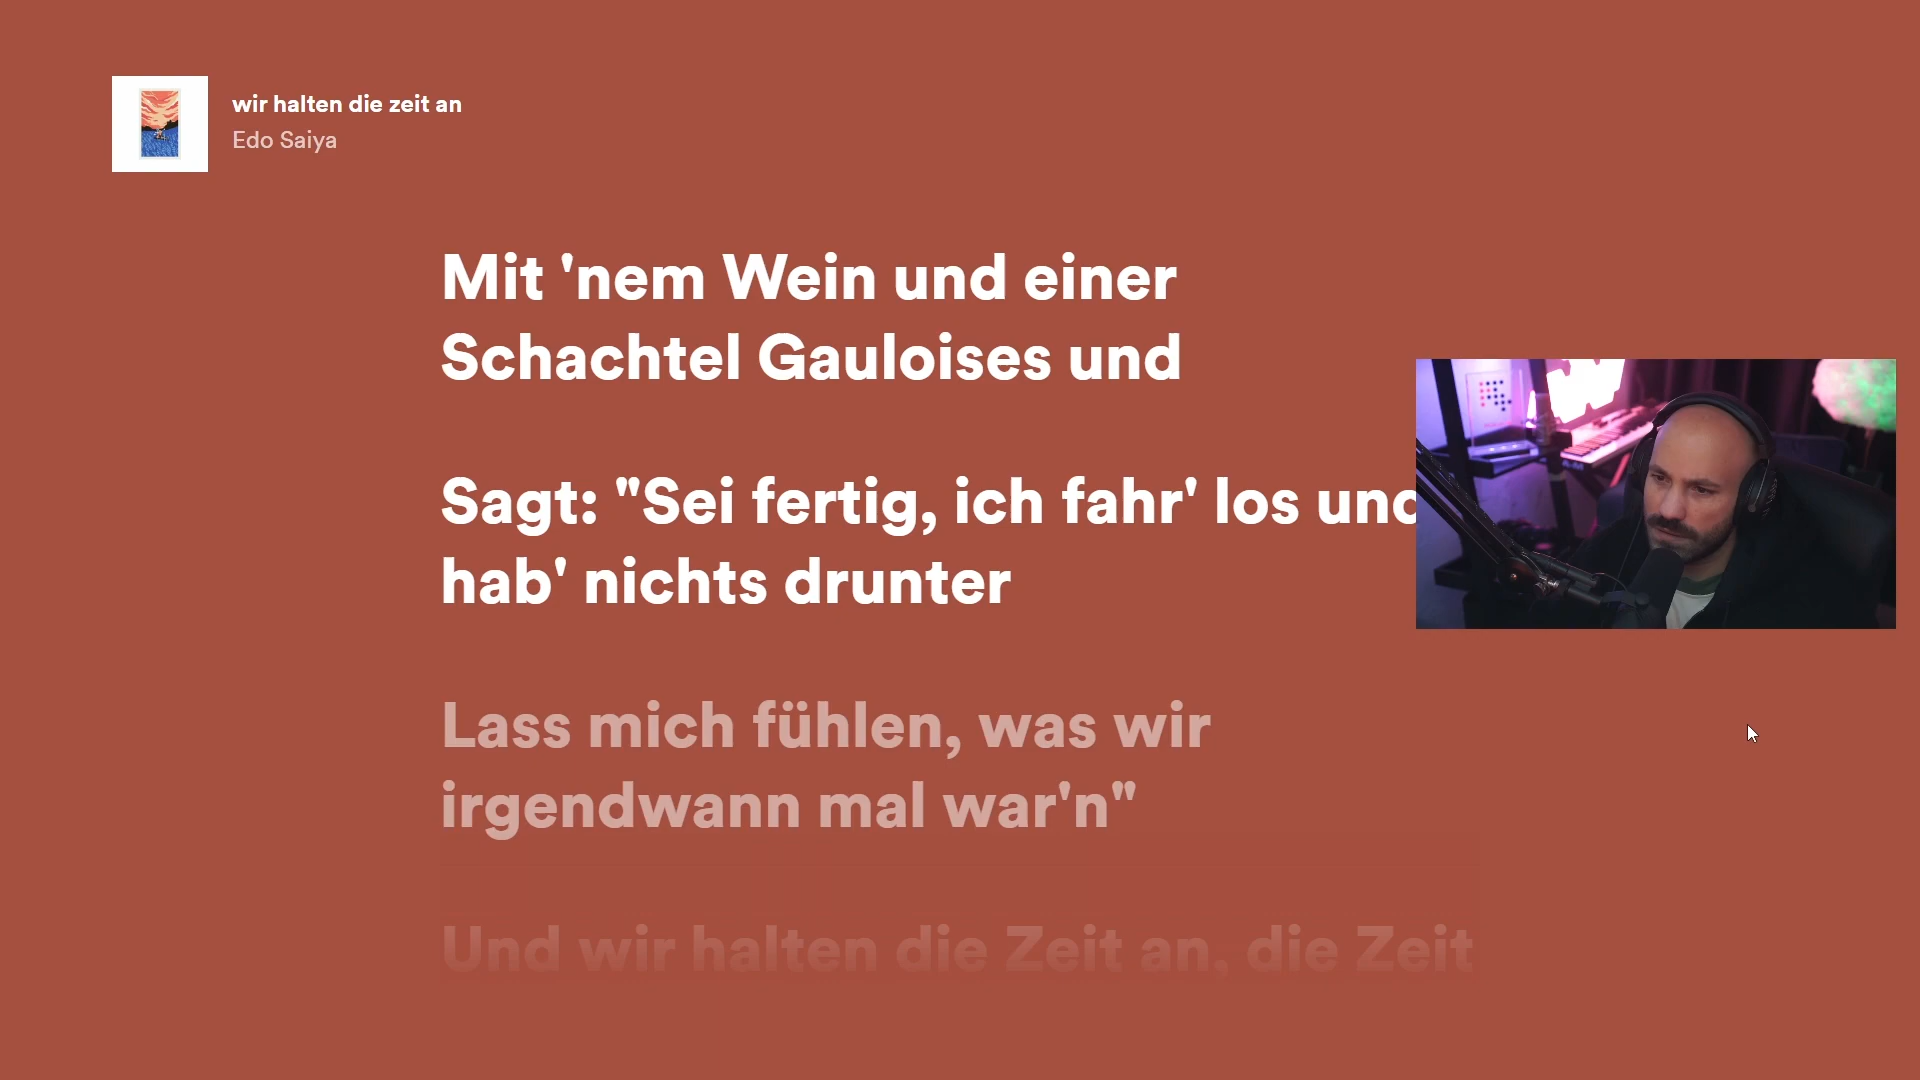 wir halten die zeit an
Edo Saiya
Mit 'nem Wein und einer
Schachtel Gauloises und
Sagt: "Sei fertig, ich fahr' los und
hab' nichts drunter
Lass mich fühlen, was wir
irgendwann mal war'n"
Und wir halten die Zeit an, die Zeit